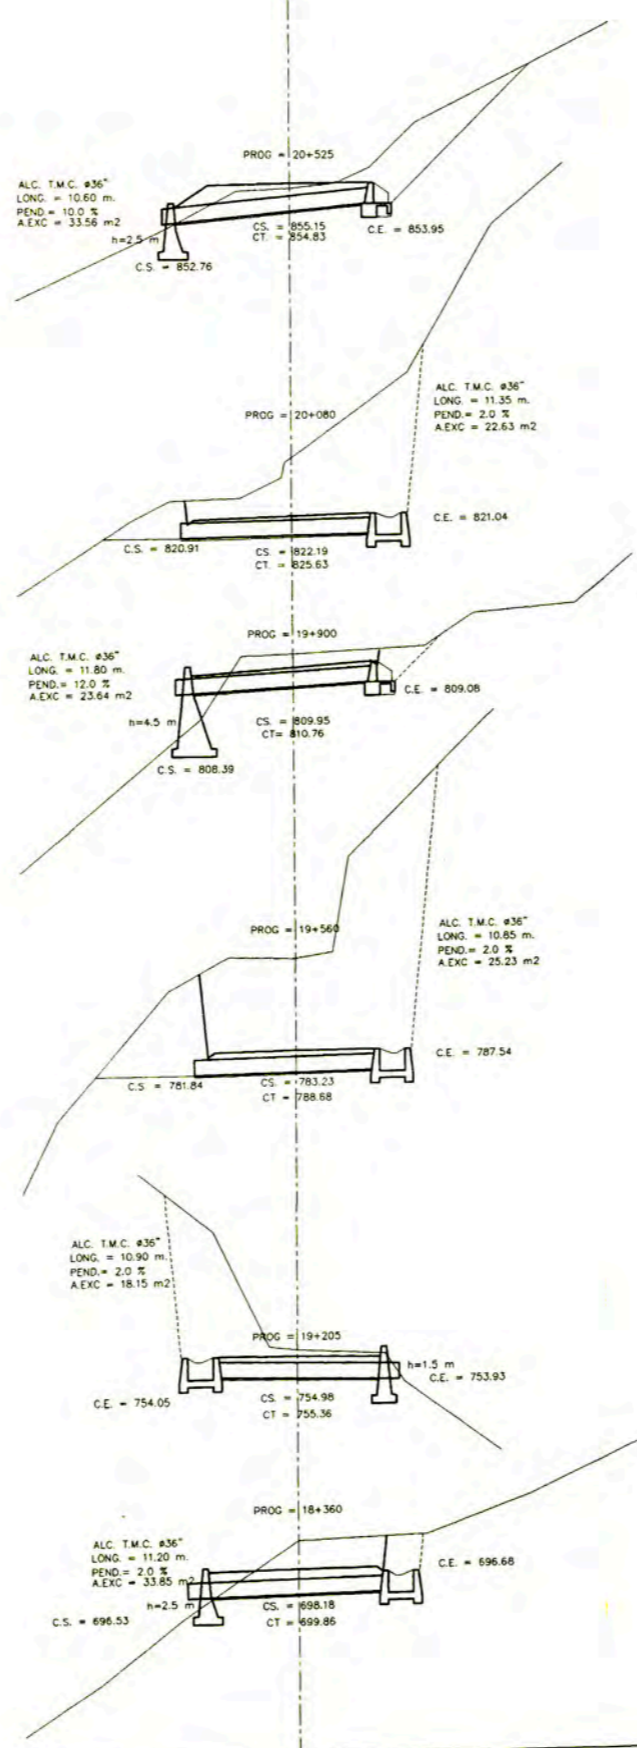 PROG = 20+525
ALC. T.M.C. ø36"
LONG. = 10.60 m.
PEND.= 10.0 %
A.EXC = 33.56 m2
h=2.5 m
CS. = 855.15
CT. = 854.83
C.E. = 853.95
C.S. = 852.76
PROG = 20+080
ALC. T.M.C. ø36"
LONG. = 11.35 m.
PEND.= 2.0 %
A.EXC = 22.63 m2
C.E. = 821.04
C.S. = 820.91
CS. = 822.19
CT. = 825.63
PROG = 19+900
ALC. T.M.C. ø36"
LONG. = 11.80 m.
PEND.= 12.0 %
A.EXC = 23.64 m2
C.E. = 809.08
h=4.5 m
CS. = 809.95
CT= 810.76
C.S. = 808.39
PROG = 19+560
ALC. T.M.C. ø36"
LONG. = 10.85 m.
PEND.= 2.0 %
A.EXC = 25.23 m2
C.E. = 787.54
C.S 781.84
CS. = 783.23
CT = 788.68
ALC. T.M.C. ø36"
LONG. = 10.90 m.
PEND.= 2.0 %
A.EXC = 18.15 m2
PROG = 19+205
h=1.5 m
C.E. = 753.93
C.E. = 754.05
CS. = 754.98
CT = 755.36
PROG = 18+360
ALC. T.M.C. ø36"
LONG. = 11.20 m.
PEND.= 2.0 %
A.EXC = 33.85 m2
C.E. = 696.68
h=2.5 m
C.S. = 696.53
CS. = 698.18
CT = 699.86